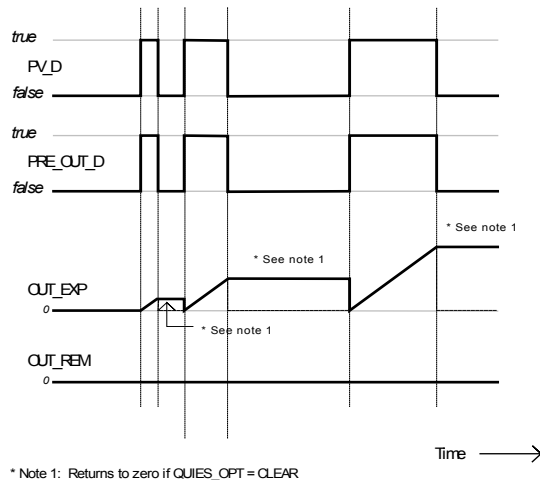 true
PV_D
false
true
PRE_OUT_D
false
* See note 1
* See note 1
OUT_EXP
0
* See note 1
OUT_REM
0
Time
* Note 1: Returns to zero if QUIES_OPT = CLEAR